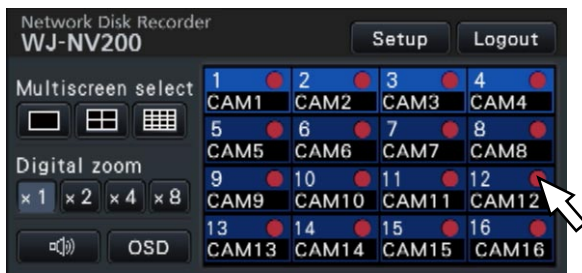 Network Disk Recorder
WJ-NV200
Setup Logout
Multiscreen select
Digital zoom
×1 ×2 ×4 ×8
OSD
1 2 3 4
CAM1 CAM2 CAM3 CAM4
5 6 7 8
CAM5 CAM6 CAM7 CAM8
9 10 11 12
CAM9 CAM10 CAM11 CAM12
13 14 15 16
CAM13 CAM14 CAM15 CAM16